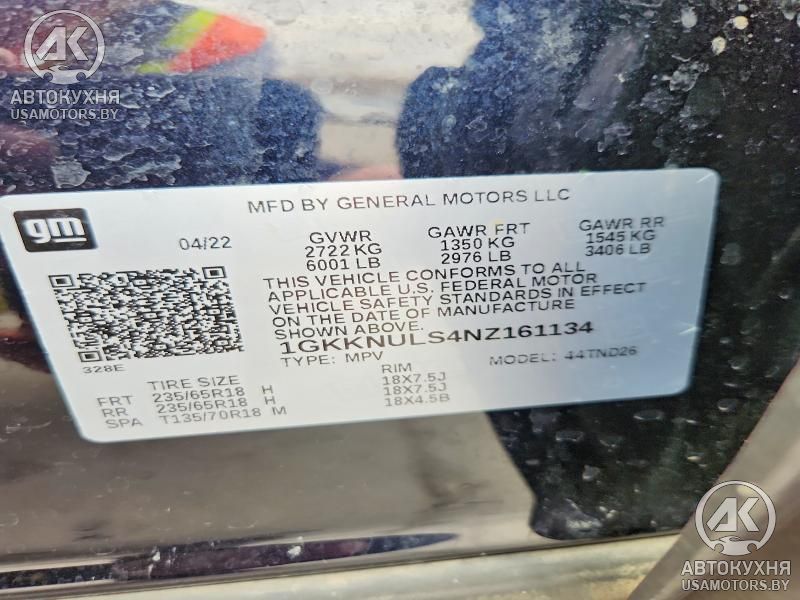 AK
АВТОКУХНЯ
USAMOTORS.BY
MFD BY GENERAL MOTORS LLC
gm
04/22
GVWR
2722 KG
6001 LB
GAWR FRT
1350 KG
2976 LB
GAWR RR
1545 KG
3406 LB
THIS VEHICLE CONFORMS TO ALL
APPLICABLE U.S. FEDERAL MOTOR
VEHICLE SAFETY STANDARDS IN EFFECT
ON THE DATE OF MANUFACTURE
SHOWN ABOVE.
1GKKNULS4NZ161134
TYPE: MPV
MODEL: 44TND26
328E
TIRE SIZE RIM
FRT 235/65R18 H 18X7.5J
RR 235/65R18 H 18X7.5J
SPA T135/70R18 M 18X4.5B
AK
АВТОКУХНЯ
USAMOTORS.BY